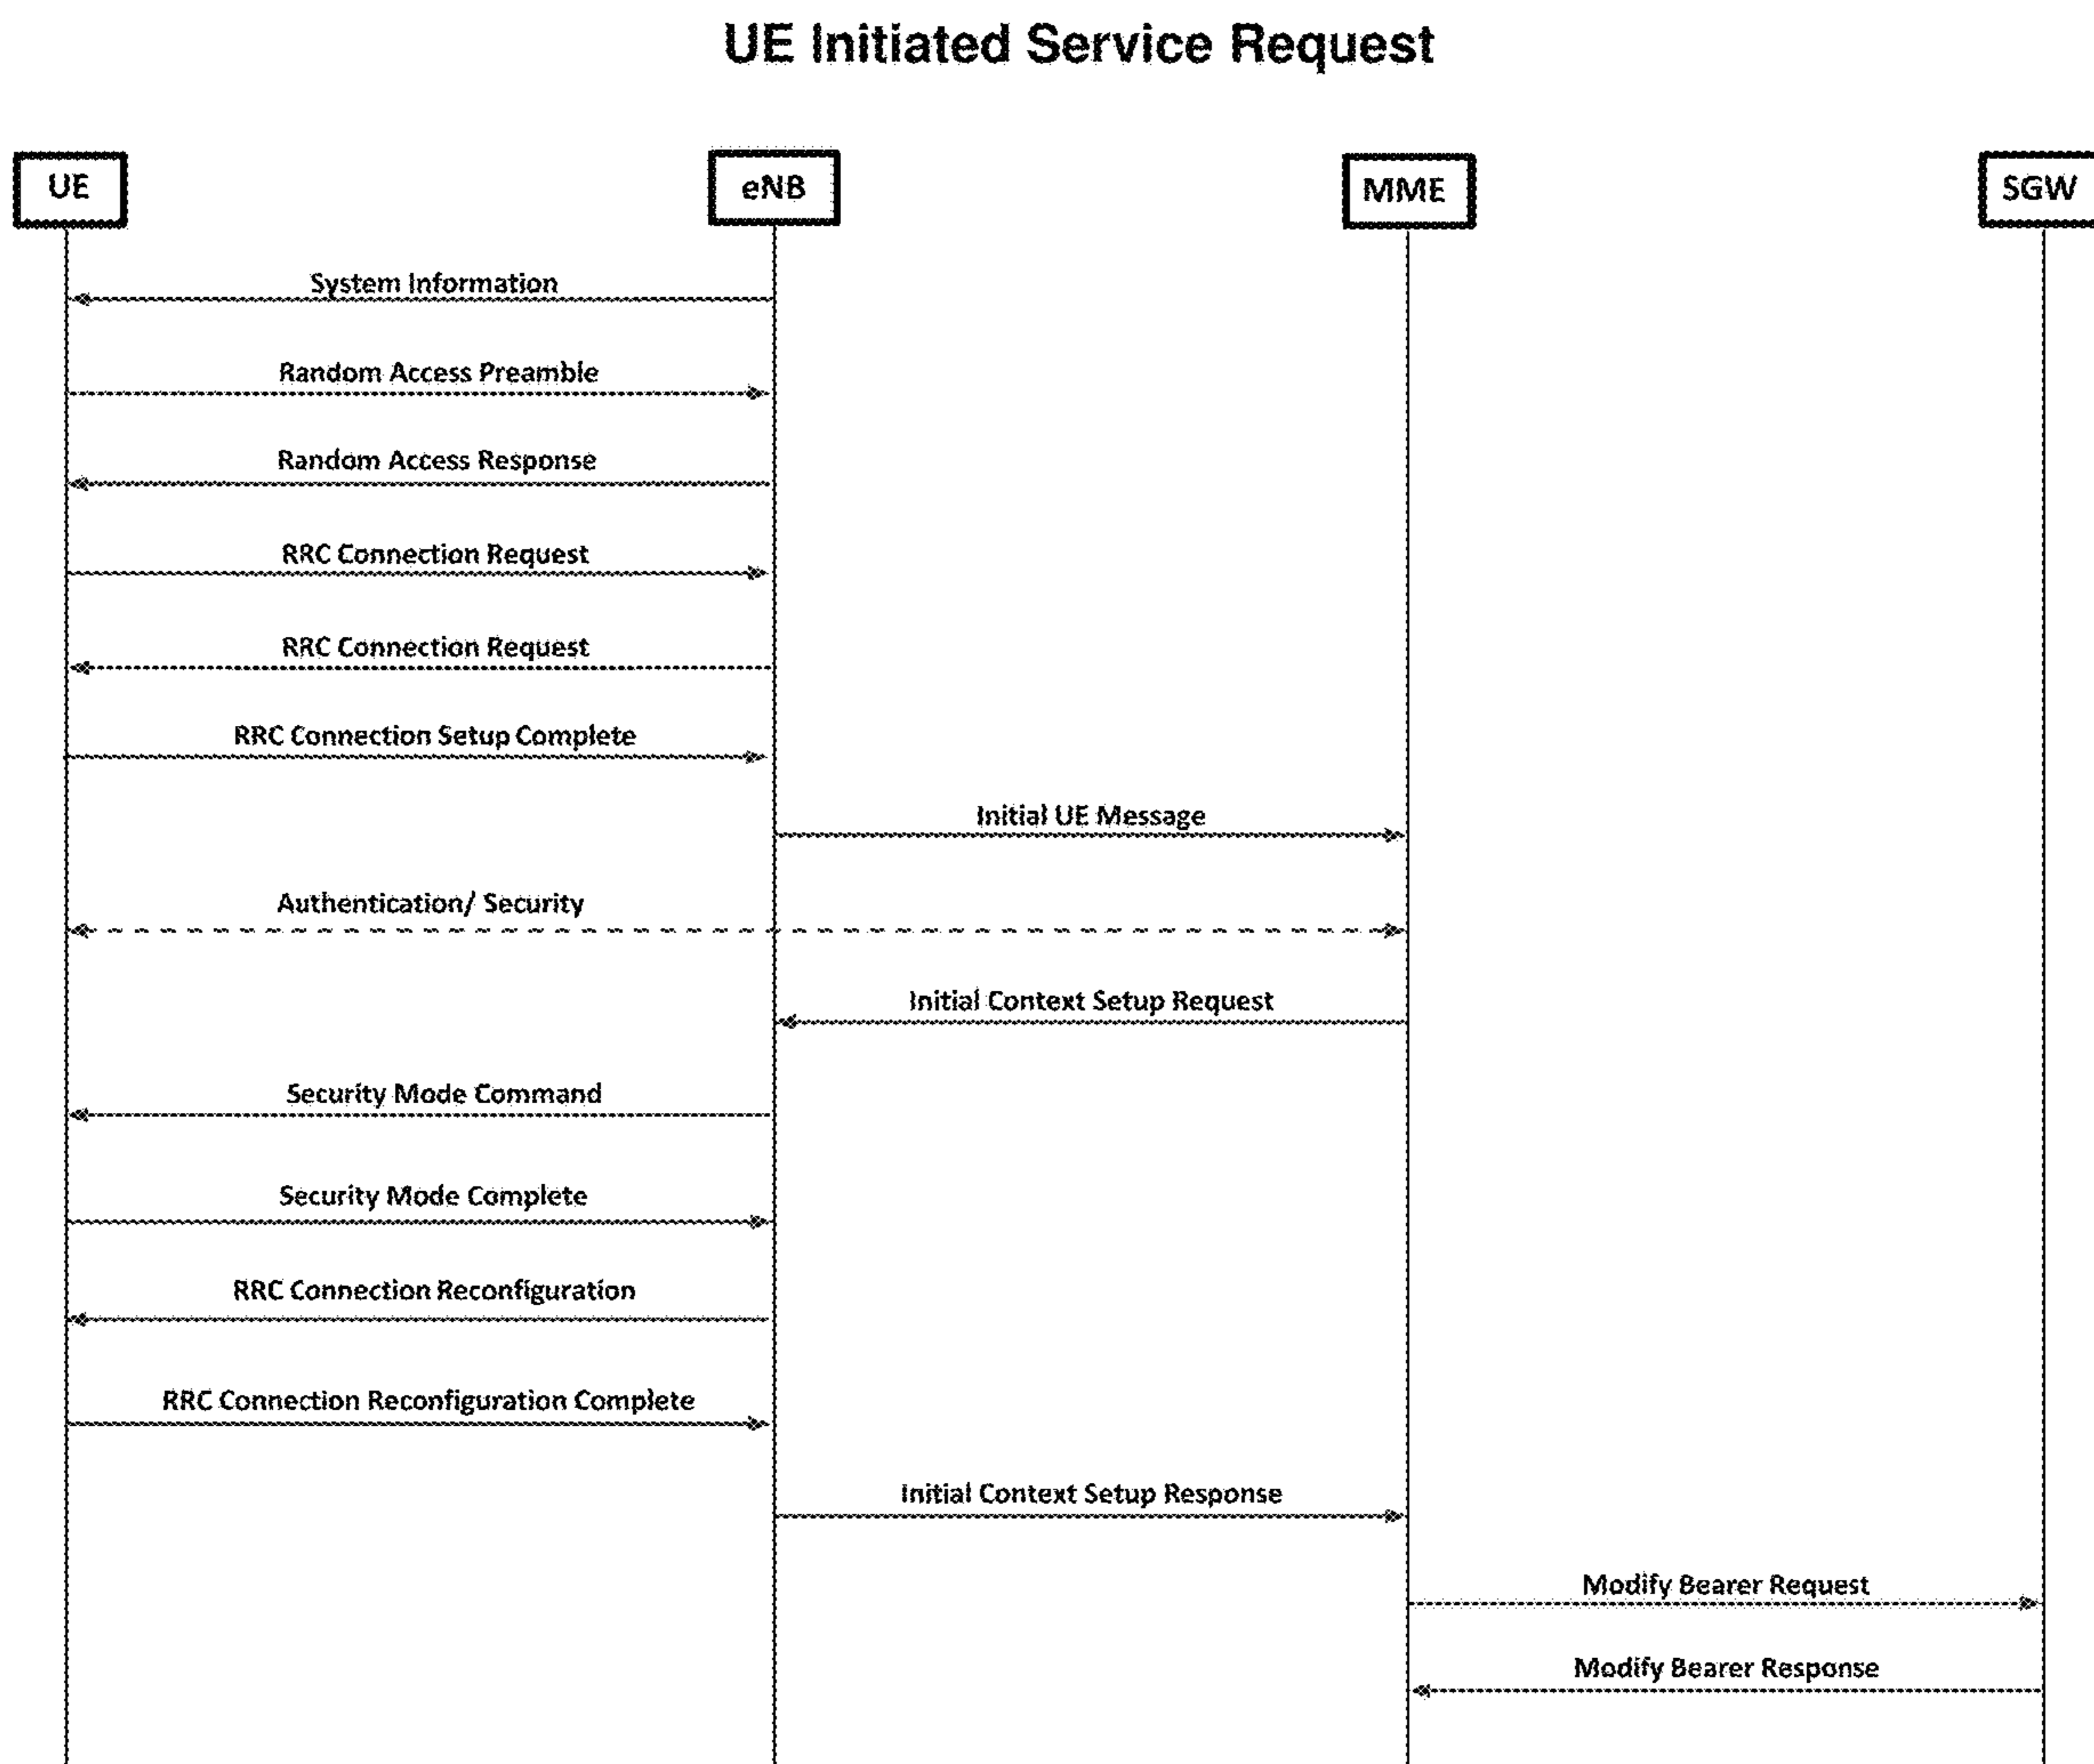 UE Initiated Service Request
UE
eNB
MME
SGW
System Information
Random Access Preamble
Random Access Response
RRC Connection Request
RRC Connection Request
RRC Connection Setup Complete
Initial UE Message
Authentication/ Security
Initial Context Setup Request
Security Mode Command
Security Mode Complete
RRC Connection Reconfiguration
RRC Connection Reconfiguration Complete
Initial Context Setup Response
Modify Bearer Request
Modify Bearer Response